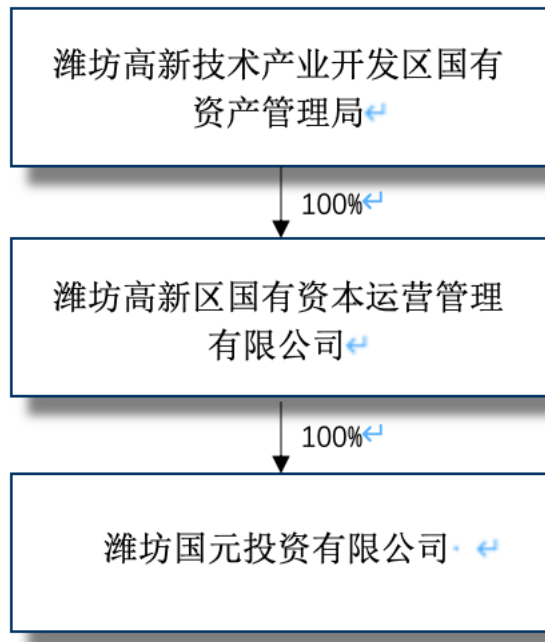 潍坊高新技术产业开发区国有
资产管理局
100%
潍坊高新区国有资本运营管理
有限公司
100%
潍坊国元投资有限公司